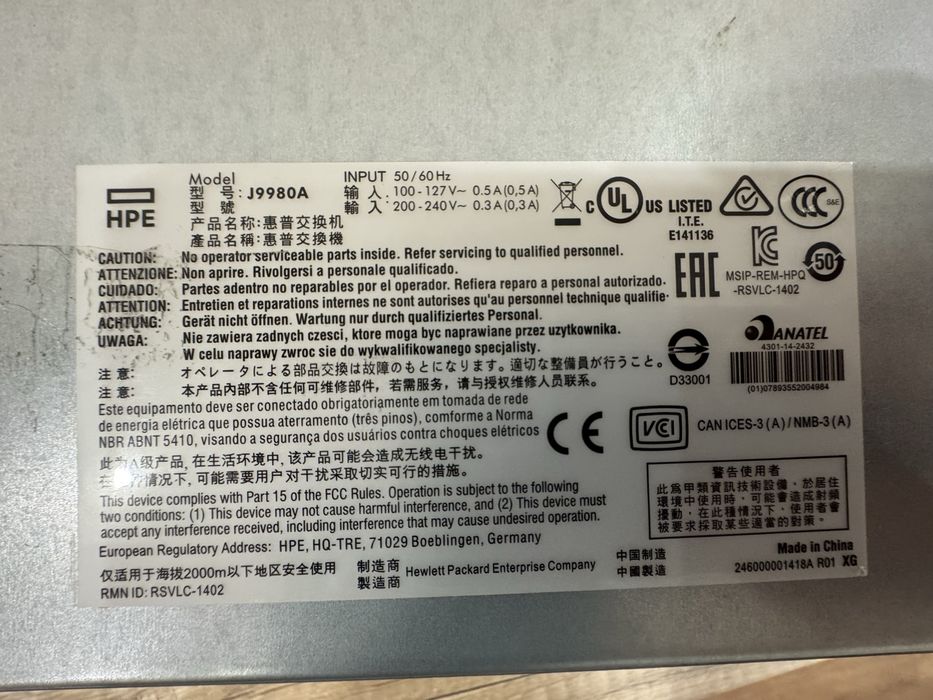 HPE
Model
型 号: J9980A
型 號
产品名称: 惠普交换机
產品名稱: 惠普交換機
INPUT 50/60Hz
输 入 : 100-127V~ 0.5A(0,5A)
輸 入 : 200-240V~ 0.3A(0,3A)
C UL US LISTED
I.T.E.
E141136
CCC S&E
CAUTION: No operator serviceable parts inside. Refer servicing to qualified personnel.
ATTENZIONE: Non aprire. Rivolgersi a personale qualificado.
CUIDADO: Partes adentro no reparables por el operador. Refiera reparo a personal autorizado.
ATTENTION: Entretien et reparations internes ne sont autorises qu'au personnel technique qualifie.
ACHTUNG: Gerät nicht öffnen. Wartung nur durch qualifiziertes Personal.
UWAGA: Nie zawiera zadnych czesci, ktore moga byc naprawiane przez uzytkownika.
W celu naprawy zwroc sie do wykwalifikowanego specjalisty.
注 意: オペレータによる部品交換は故障のもとになります。適切な整備員が行うこと。
注 意: 本产品内部不含任何可维修部件，若需服务，请与授权维修人员联系。
EAC
MSIP-REM-HPQ
-RSVLC-1402
50
D33001
ANATEL
4301-14-2432
(01)07893552004984
Este equipamento deve ser conectado obrigatoriamente em tomada de rede
de energia elétrica que possua aterramento (três pinos), comforme a Norma
NBR ABNT 5410, visando a segurança dos usuários contra choques elétricos
CE
VCCI
CAN ICES-3 (A) / NMB-3 (A)
此为A级产品, 在生活环境中, 该产品可能会造成无线电干扰。
在 情况下, 可能需要用户对干扰采取切实可行的措施。
This device complies with Part 15 of the FCC Rules. Operation is subject to the following
two conditions: (1) This device may not cause harmful interference, and (2) This device must
accept any interference received, including interference that may cause undesired operation.
警告使用者
此為甲類資訊技術設備，於居住
環境中使用時，可能會造成射頻
擾動，在此種情況下，使用者會
被要求採取某些適當的對策。
European Regulatory Address: HPE, HQ-TRE, 71029 Boeblingen, Germany
仅适用于海拔2000m以下地区安全使用
RMN ID: RSVLC-1402
制造商
製造商 Hewlett Packard Enterprise Company
中国制造
中國製造
Made in China
246000001418A R01 XG